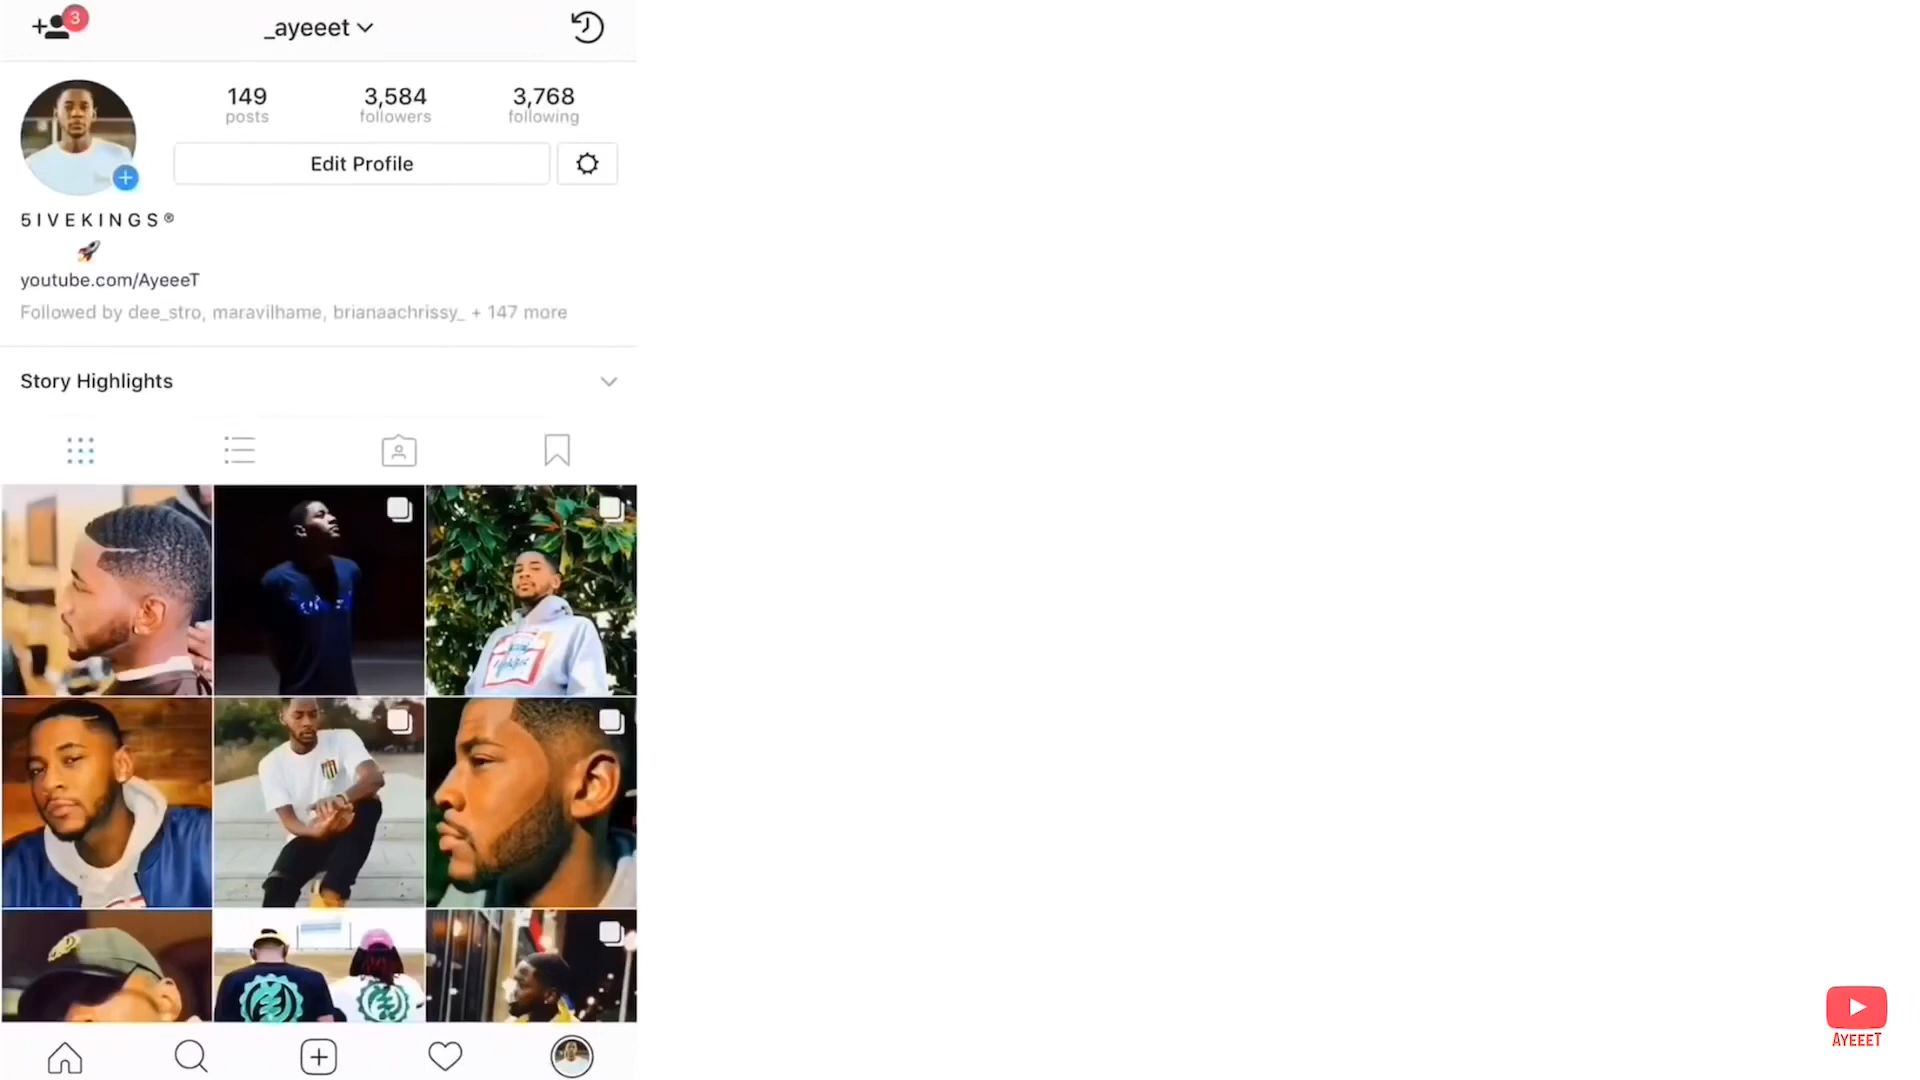 3
_ayeeet
149
posts
3,584
followers
3,768
following
Edit Profile
5IVEKINGS®
youtube.com/AyeeeT
Followed by dee_stro, maravilhame, brianaachrissy_ + 147 more
Story Highlights
AYEEET